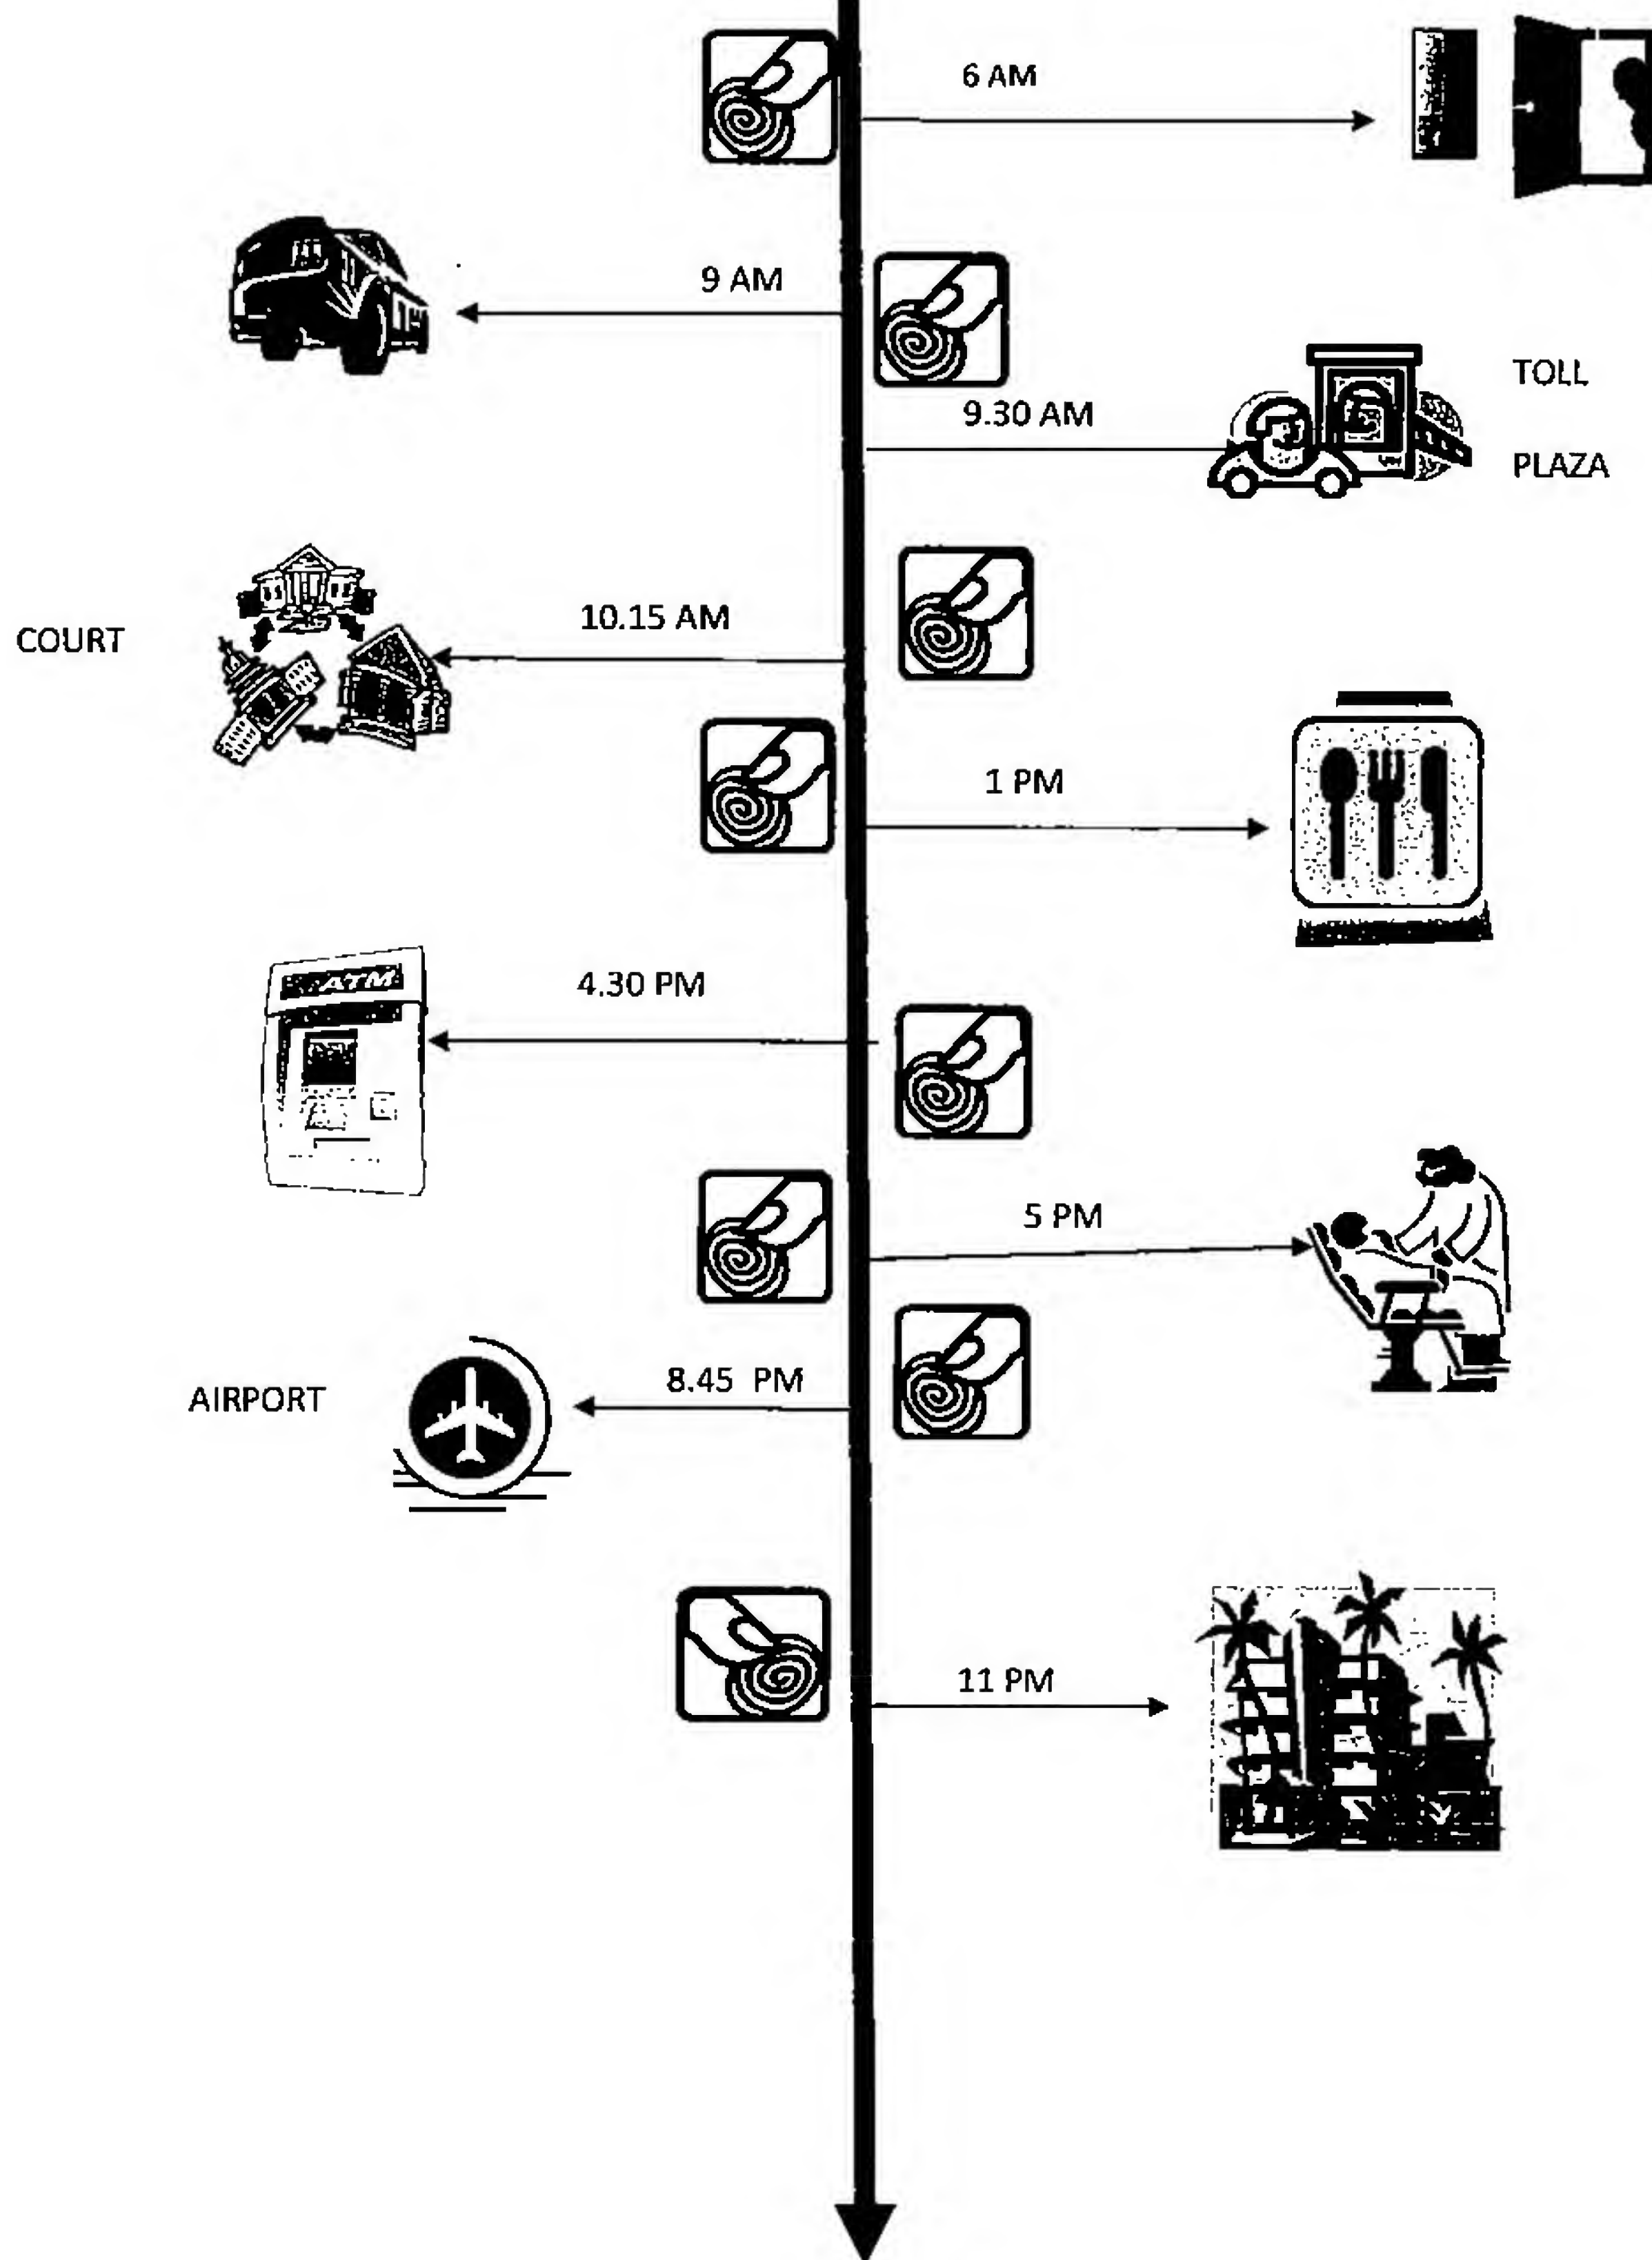 6 AM
9 AM
TOLL
9.30 AM
PLAZA
10.15 AM
COURT
1 PM
ATM
4.30 PM
5 PM
8.45 PM
AIRPORT
11 PM